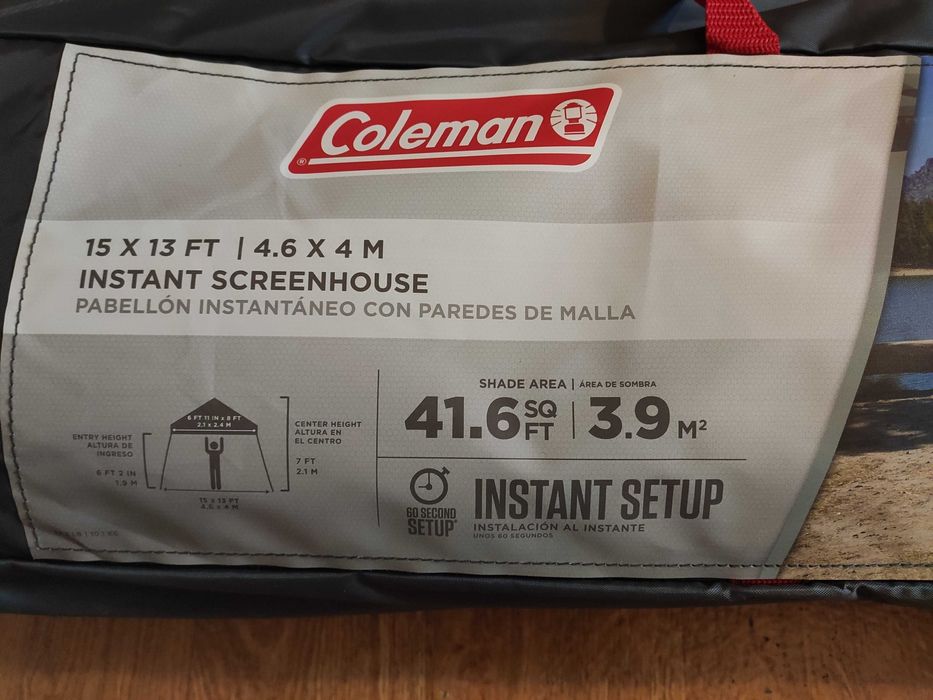 Coleman
®
15 X 13 FT | 4.6 X 4 M
INSTANT SCREENHOUSE
PABELLÓN INSTANTÁNEO CON PAREDES DE MALLA
6 FT 11 IN x 8 FT
2.1 x 2.4 M
ENTRY HEIGHT
ALTURA DE
INGRESO
6 FT 2 IN
1.9 M
CENTER HEIGHT
ALTURA EN
EL CENTRO
7 FT
2.1 M
15 x 13 FT
4.6 x 4 M
SHADE AREA | ÁREA DE SOMBRA
41.6 SQ FT | 3.9 M²
60 SECOND
SETUP*
INSTANT SETUP
INSTALACIÓN AL INSTANTE
UNOS 60 SEGUNDOS